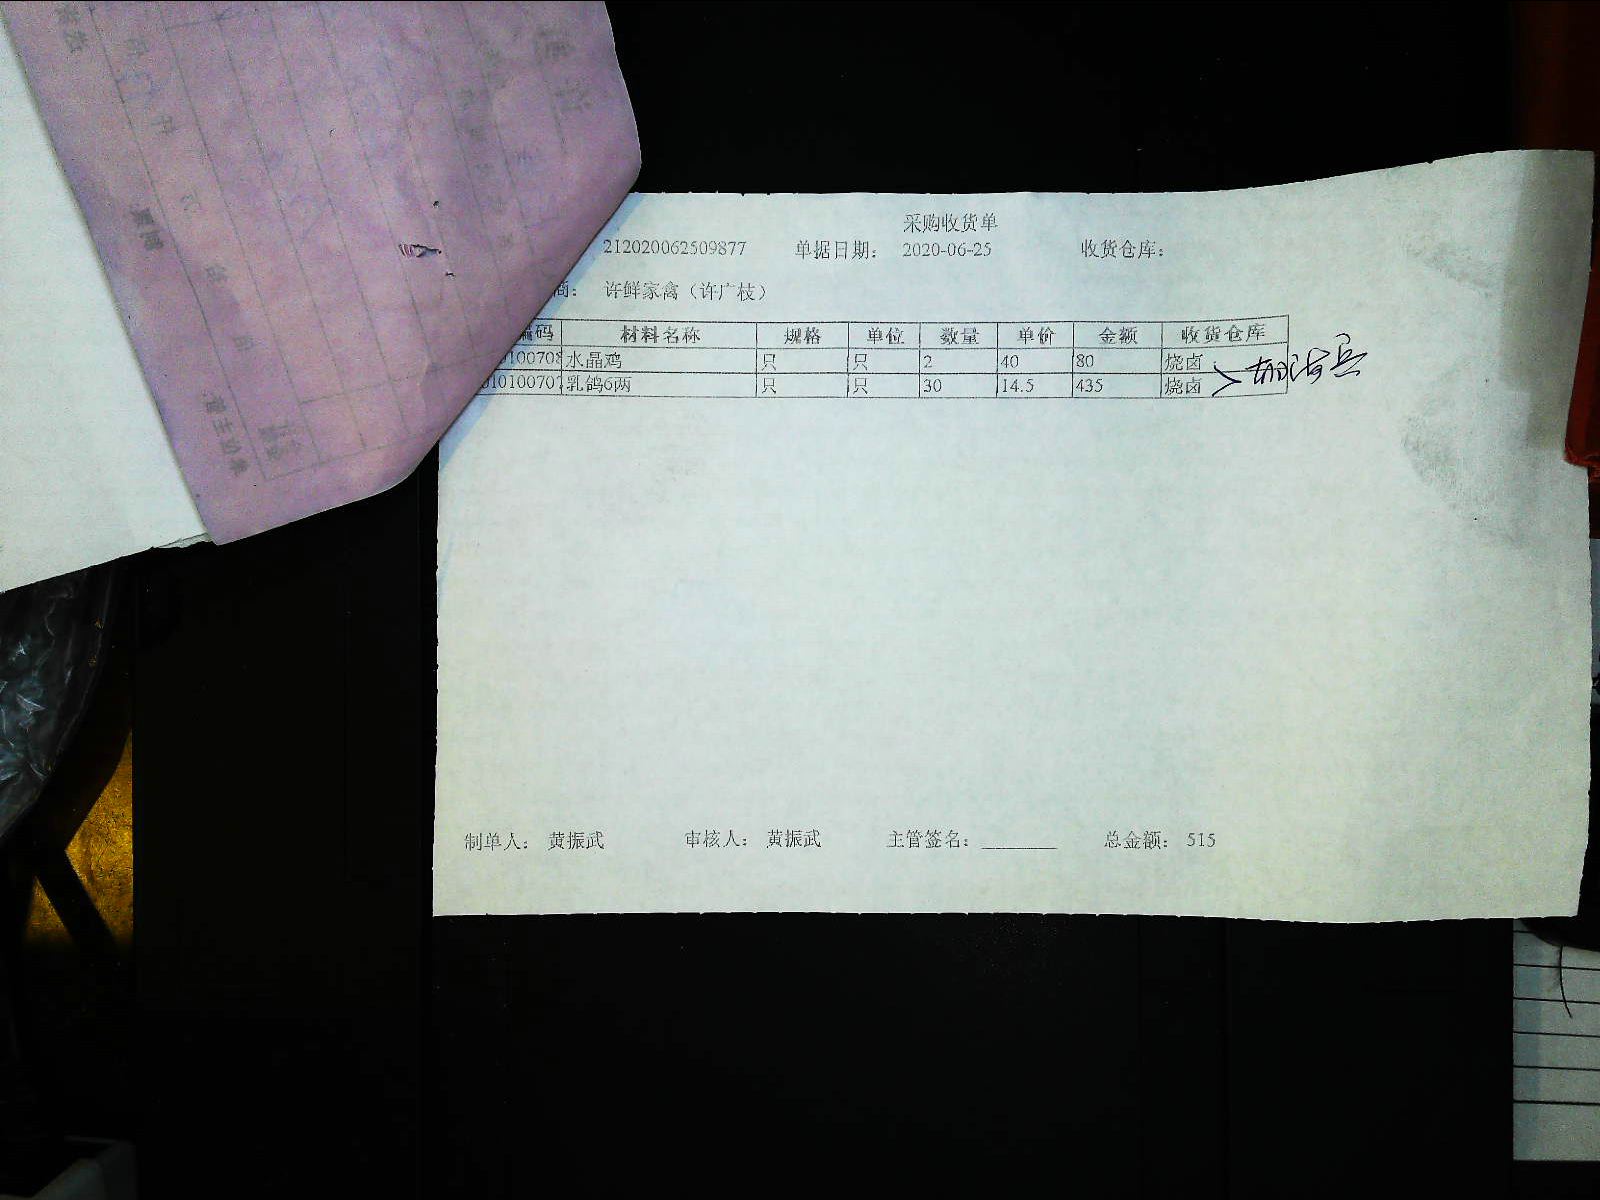 采购收货单
212020062509877 单据日期： 2020-06-25 收货仓库：
商： 许鲜家禽（许广枝）
编码 材料名称 规格 单位 数量 单价 金额 收货仓库
0100708 水晶鸡 只 只 2 40 80 烧卤
010100707 乳鸽6两 只 只 30 14.5 435 烧卤
制单人： 黄振武 审核人： 黄振武 主管签名：________ 总金额： 515